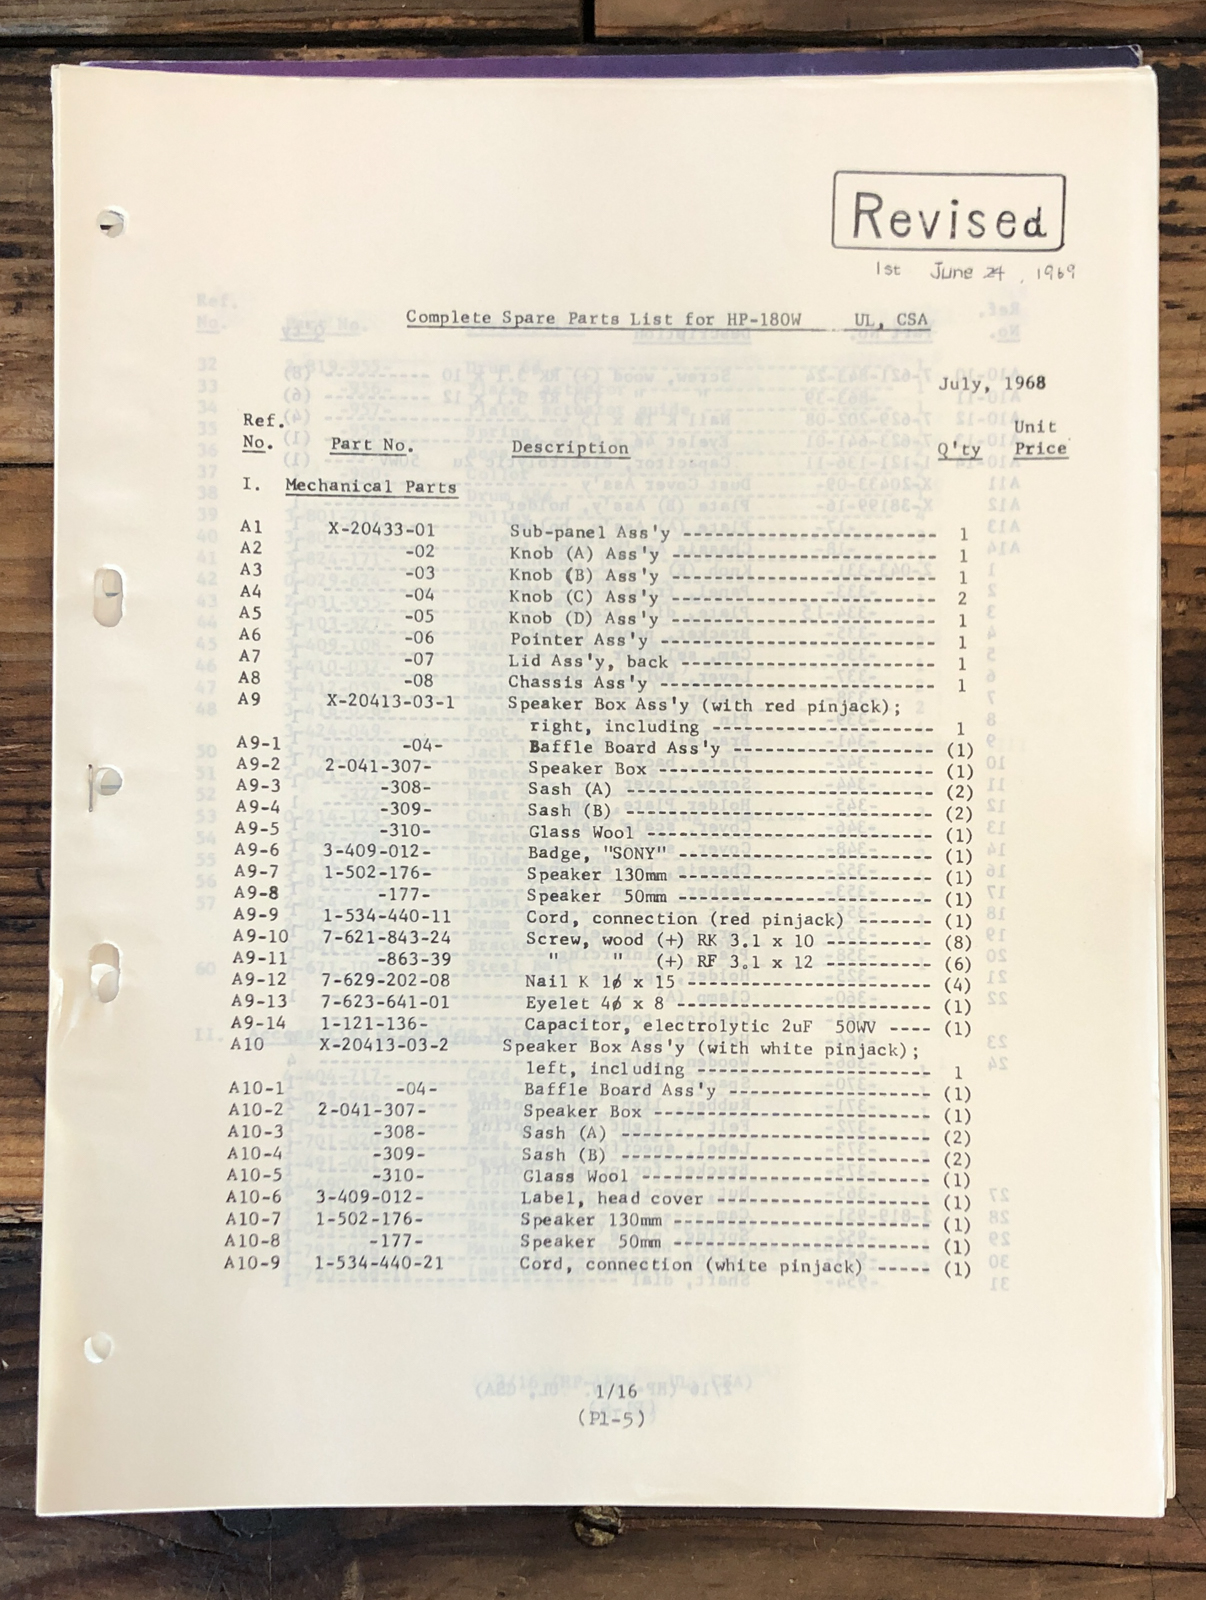 Revised
1st June 24, 1969
Complete Spare Parts List for HP-180W UL, CSA
July, 1968
Ref. No. Part No. Description Q'ty Unit Price
I. Mechanical Parts
A1 X-20433-01 Sub-panel Ass'y ------------------------ 1
A2 -02 Knob (A) Ass'y ------------------------- 1
A3 -03 Knob (B) Ass'y ------------------------- 1
A4 -04 Knob (C) Ass'y ------------------------- 2
A5 -05 Knob (D) Ass'y ------------------------- 1
A6 -06 Pointer Ass'y -------------------------- 1
A7 -07 Lid Ass'y, back ------------------------ 1
A8 -08 Chassis Ass'y -------------------------- 1
A9 X-20413-03-1 Speaker Box Ass'y (with red pinjack);
right, including --------------------- 1
A9-1 -04- Baffle Board Ass'y ------------------- (1)
A9-2 2-041-307- Speaker Box -------------------------- (1)
A9-3 -308- Sash (A) ----------------------------- (2)
A9-4 -309- Sash (B) ----------------------------- (2)
A9-5 -310- Glass Wool --------------------------- (1)
A9-6 3-409-012- Badge, "SONY" ------------------------ (1)
A9-7 1-502-176- Speaker 130mm ------------------------ (1)
A9-8 -177- Speaker 50mm ------------------------ (1)
A9-9 1-534-440-11 Cord, connection (red pinjack) ------- (1)
A9-10 7-621-843-24 Screw, wood (+) RK 3.1 x 10 ---------- (8)
A9-11 -863-39 " " (+) RF 3.1 x 12 ---------- (6)
A9-12 7-629-202-08 Nail K 1ø x 15 ----------------------- (4)
A9-13 7-623-641-01 Eyelet 4ø x 8 ------------------------ (1)
A9-14 1-121-136- Capacitor, electrolytic 2uF 50WV ---- (1)
A10 X-20413-03-2 Speaker Box Ass'y (with white pinjack);
left, including ---------------------- 1
A10-1 -04- Baffle Board Ass'y ------------------- (1)
A10-2 2-041-307- Speaker Box -------------------------- (1)
A10-3 -308- Sash (A) ----------------------------- (2)
A10-4 -309- Sash (B) ----------------------------- (2)
A10-5 -310- Glass Wool --------------------------- (1)
A10-6 3-409-012- Label, head cover -------------------- (1)
A10-7 1-502-176- Speaker 130mm ------------------------ (1)
A10-8 -177- Speaker 50mm ------------------------ (1)
A10-9 1-534-440-21 Cord, connection (white pinjack) ----- (1)
1/16
(P1-5)